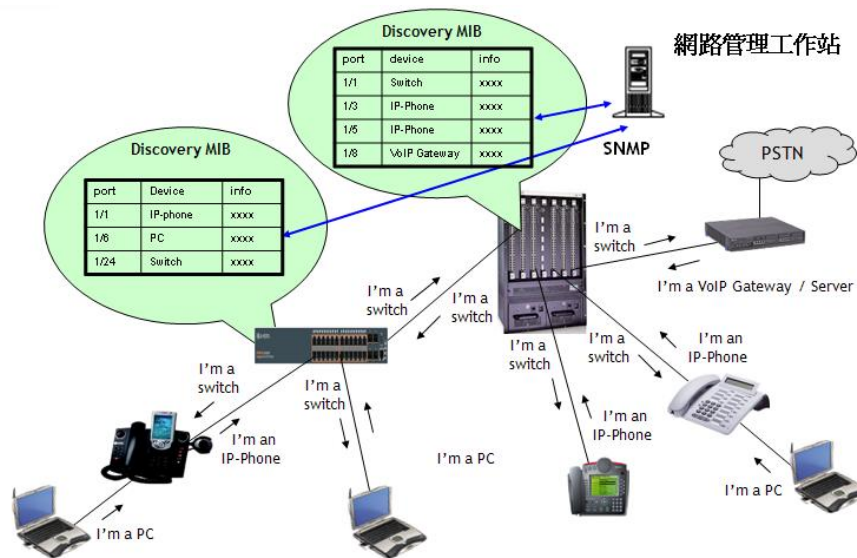 Discovery MIB
port device info
1/1 Switch xxxx
1/3 IP-Phone xxxx
1/5 IP-Phone xxxx
1/8 VoIP Gateway xxxx
網路管理工作站
SNMP
PSTN
Discovery MIB
port Device info
1/1 IP-phone xxxx
1/6 PC xxxx
1/24 Switch xxxx
I'm a
switch
I'm a VoIP Gateway / Server
I'm a
switch
I'm a
switch
I'm a
switch
I'm a
switch
I'm an
IP-Phone
I'm a
switch
I'm a
switch
I'm an
IP-Phone
I'm an
IP-Phone
I'm a PC
I'm a PC
I'm a PC